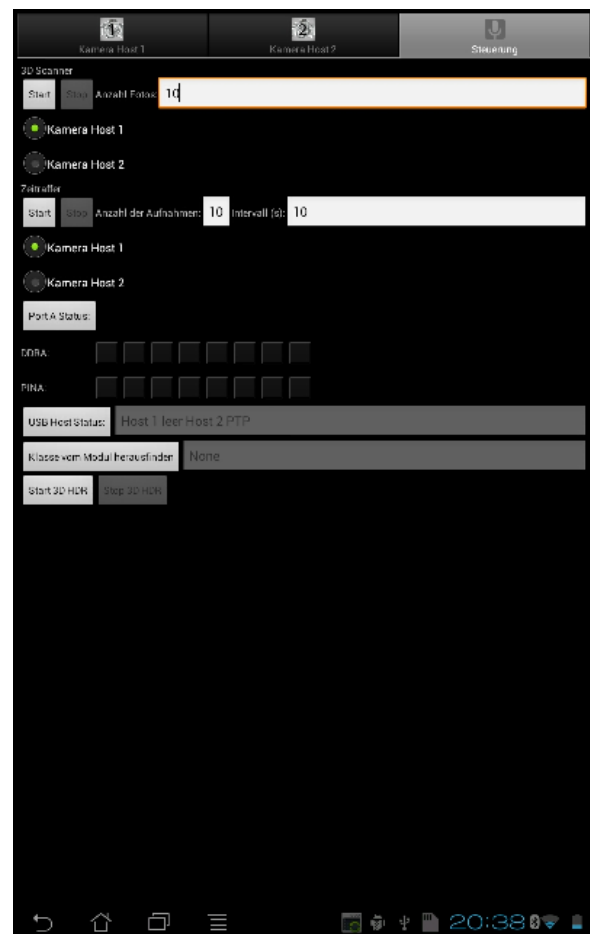 1 2
Kamera Host 1 Kamera Host 2 Steuerung
3D Scanner
Start Stop Anzahl Fotos: 10
Kamera Host 1
Kamera Host 2
Zeitraffer
Start Stop Anzahl der Aufnahmen: 10 Intervall (s): 10
Kamera Host 1
Kamera Host 2
Port A Status:
DDRA:
PINA:
USB Host Status: Host 1 leer Host 2 PTP
Klasse vom Modul herausfinden None
Start 3D HDR Stop 3D HDR
20:38